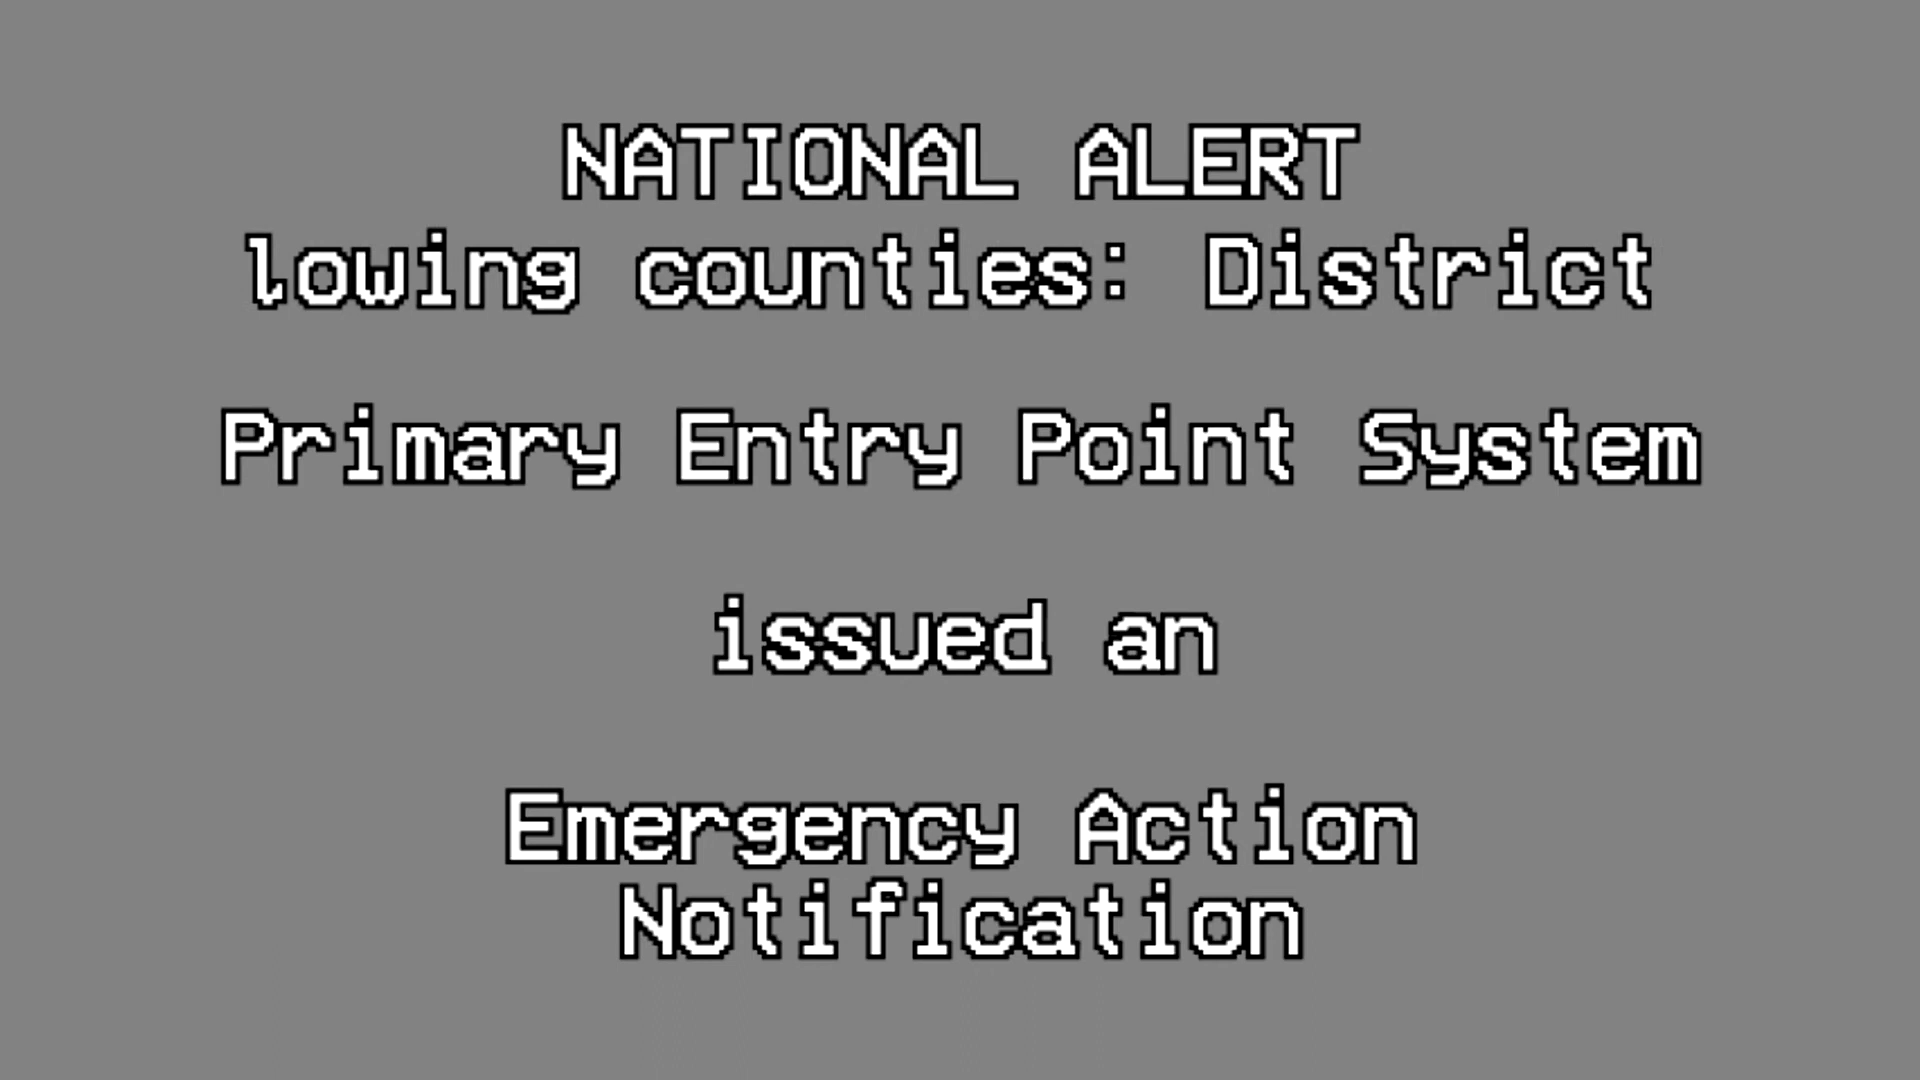 NATIONAL ALERT
lowing counties: District
Primary Entry Point System
issued an
Emergency Action
Notification